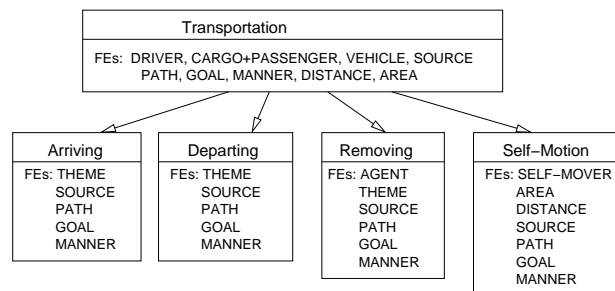 Transportation
FEs: DRIVER, CARGO+PASSENGER, VEHICLE, SOURCE
PATH, GOAL, MANNER, DISTANCE, AREA
Arriving
FEs: THEME
SOURCE
PATH
GOAL
MANNER
Departing
FEs: THEME
SOURCE
PATH
GOAL
MANNER
Removing
FEs: AGENT
THEME
SOURCE
PATH
GOAL
MANNER
Self−Motion
FEs: SELF−MOVER
AREA
DISTANCE
SOURCE
PATH
GOAL
MANNER